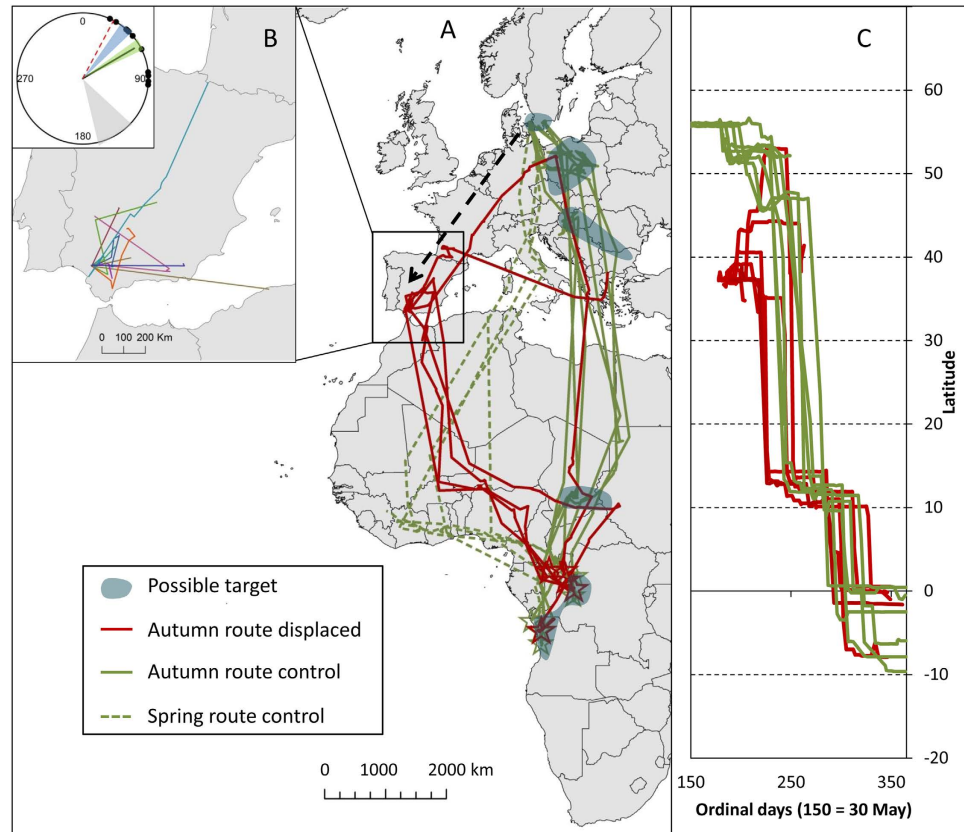 B
0
270
90
180
0 100 200 Km
A
Possible target
Autumn route displaced
Autumn route control
Spring route control
0 1000 2000 km
C
60
50
40
30
20
10
0
-10
-20
Latitude
150 250 350
Ordinal days (150 = 30 May)